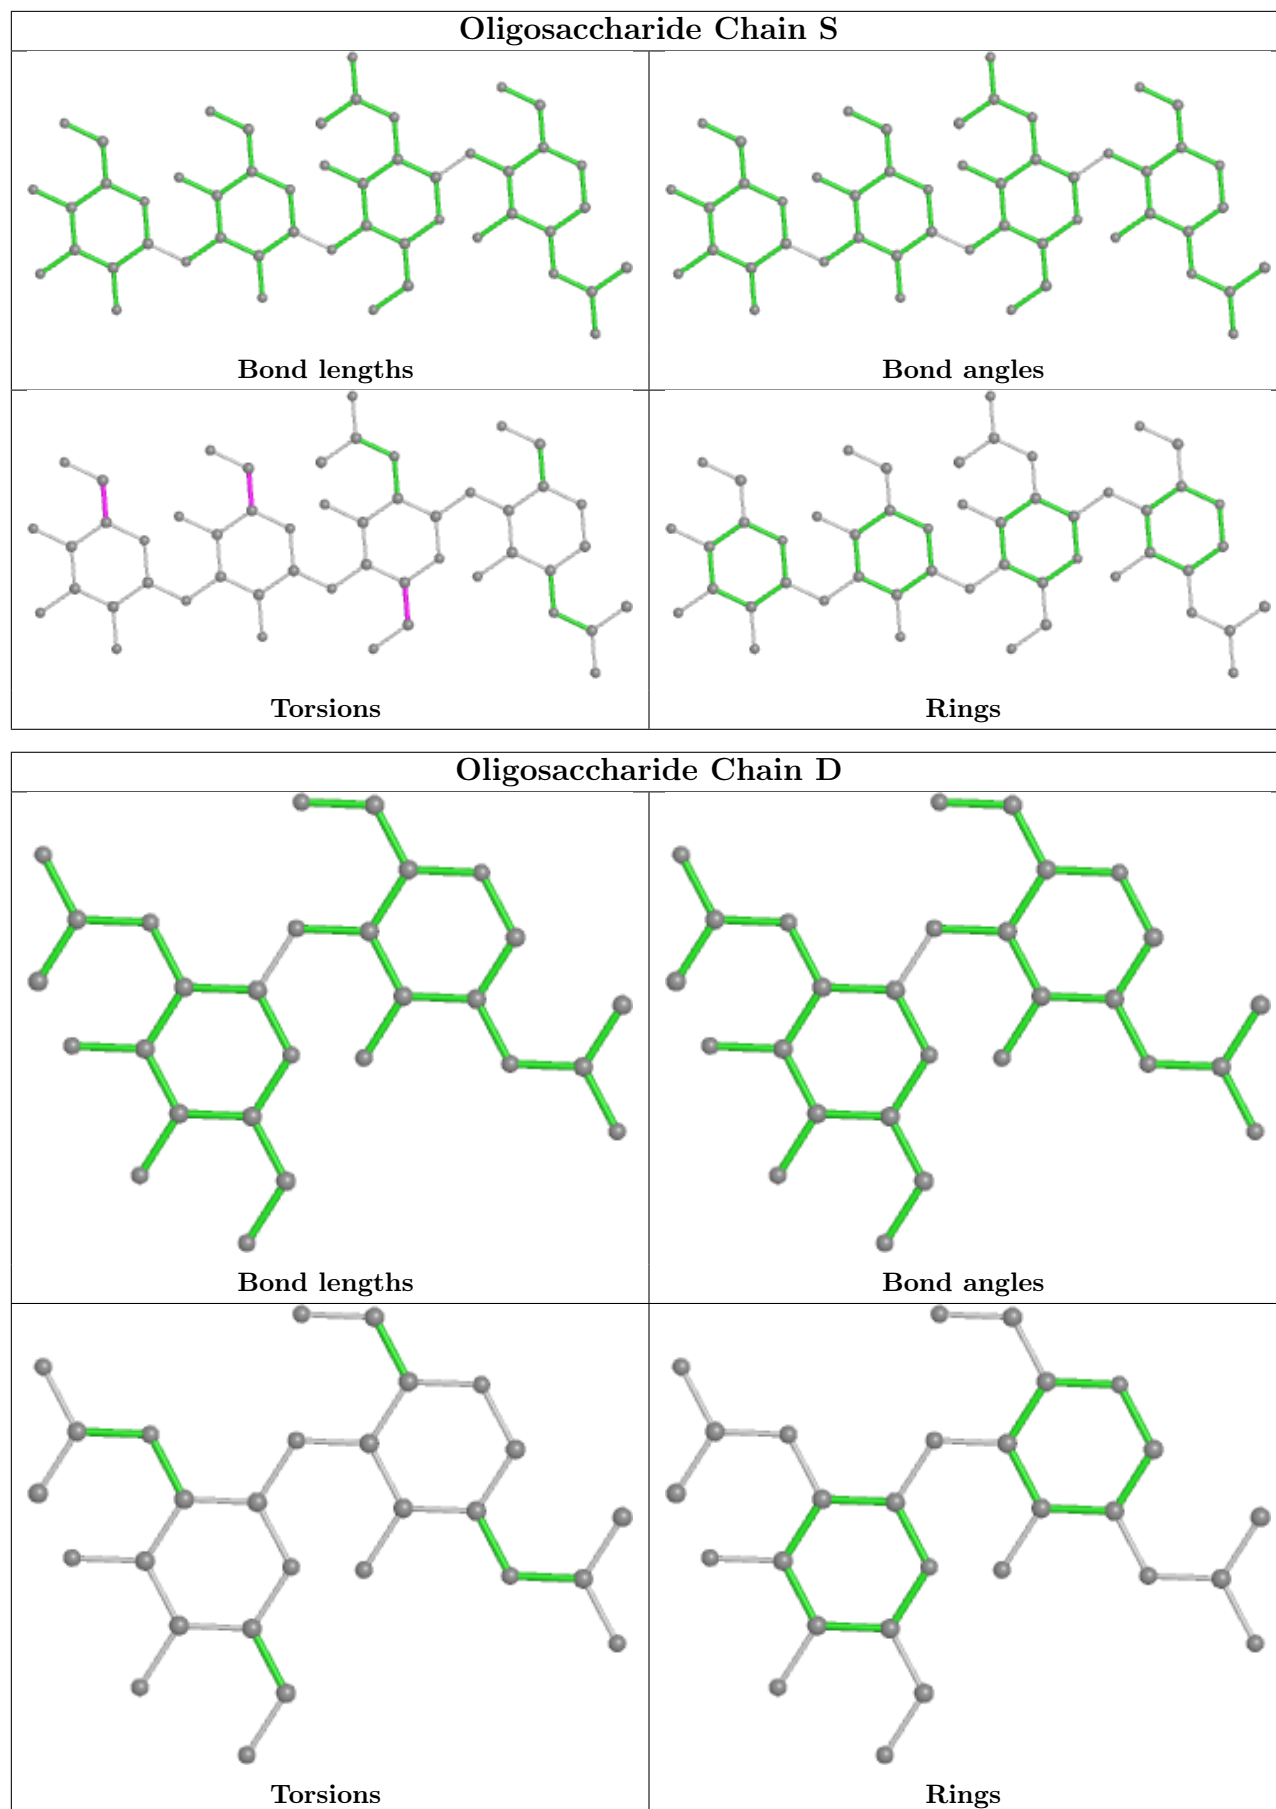 Oligosaccharide Chain S
Bond lengths
Bond angles
Torsions
Rings
Oligosaccharide Chain D
Bond lengths
Bond angles
Torsions
Rings